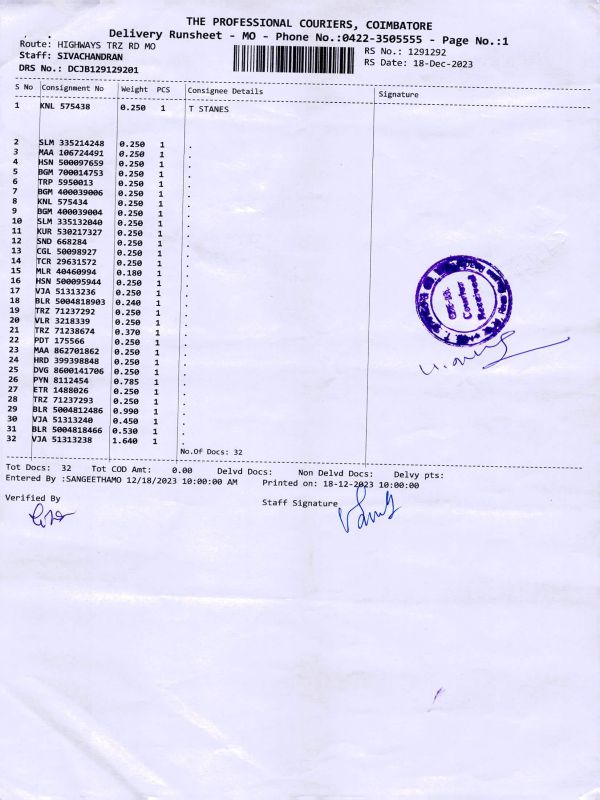 THE PROFESSIONAL COURIERS, COIMBATORE
Delivery Runsheet - MO - Phone No.:0422-3505555 - Page No.:1
Route: HIGHWAYS TRZ RD MO
RS No.: 1291292
Staff: SIVACHANDRAN
RS Date: 18-Dec-2023
DRS No.: DCJB129129201
S No Consignment No Weight PCS Consignee Details Signature
1 KNL 575438 0.250 1 T STANES
2 SLM 335214248 0.250 1 .
3 MAA 106724491 0.250 1 .
4 HSN 500097659 0.250 1 .
5 BGM 700014753 0.250 1 .
6 TRP 5950013 0.250 1 .
7 BGM 400039006 0.250 1 .
8 KNL 575434 0.250 1 .
9 BGM 400039004 0.250 1 .
10 SLM 335132040 0.250 1 .
11 KUR 530217327 0.250 1 .
12 SND 668284 0.250 1 .
13 CGL 50098927 0.250 1 .
14 TCR 29631572 0.250 1 .
15 MLR 40460994 0.180 1 .
16 HSN 500095944 0.250 1 .
17 VJA 51313236 0.250 1 .
18 BLR 5004818903 0.240 1 .
19 TRZ 71237292 0.250 1 .
20 VLR 3218339 0.250 1 .
21 TRZ 71238674 0.370 1 .
22 PDT 175566 0.250 1 .
23 MAA 862701862 0.250 1 .
24 HRD 399398848 0.250 1 .
25 DVG 8600141706 0.250 1 .
26 PYN 8112454 0.785 1 .
27 ETR 1488026 0.250 1 .
28 TRZ 71237293 0.250 1 .
29 BLR 5004812486 0.990 1 .
30 VJA 51313240 0.450 1 .
31 BLR 5004818466 0.530 1 .
32 VJA 51313238 1.640 1 .
No.Of Docs: 32
Courier
Received
Tot Docs: 32 Tot COD Amt: 0.00 Delvd Docs: Non Delvd Docs: Delvy pts:
Entered By :SANGEETHAMO 12/18/2023 10:00:00 AM Printed on: 18-12-2023 10:00:00
Verified By
Staff Signature